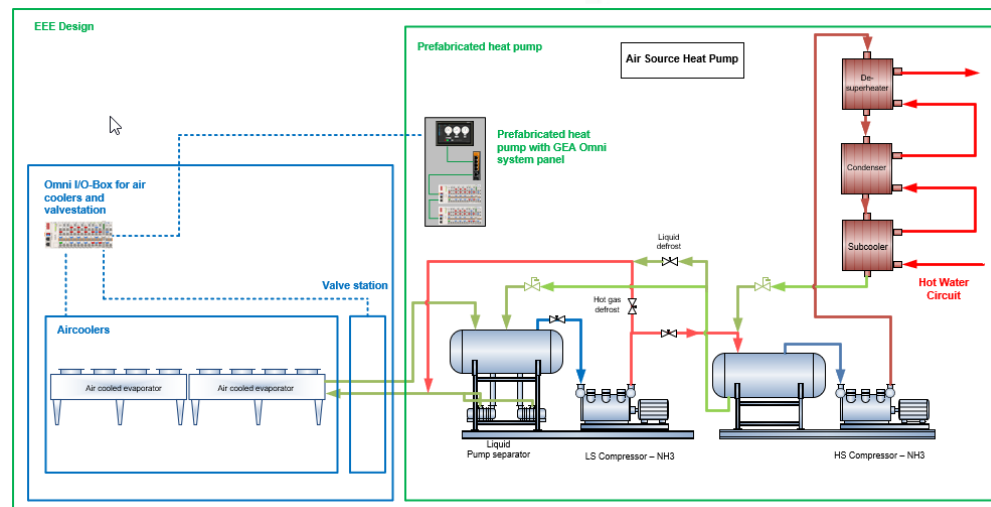 EEE Design
Prefabricated heat pump
Air Source Heat Pump
De-
superheater
Prefabricated heat
pump with GEA Omni
system panel
Condenser
Omni I/O-Box for air
coolers and
valvestation
Subcooler
Liquid
defrost
Hot Water
Circuit
Valve station
Hot gas
defrost
Aircoolers
Air cooled evaporator
Air cooled evaporator
Liquid
Pump separator
LS Compressor – NH3
HS Compressor – NH3